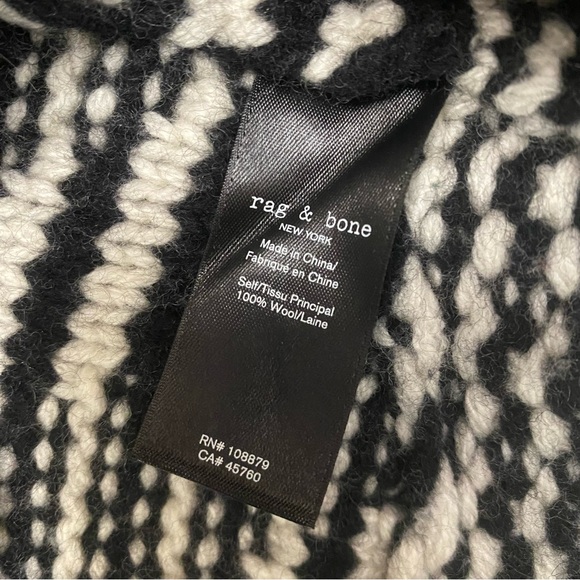 rag & bone
NEW YORK
Made in China/
Fabriqué en Chine
Self/Tissu Principal
100% Wool/Laine
RN# 108879
CA# 45760